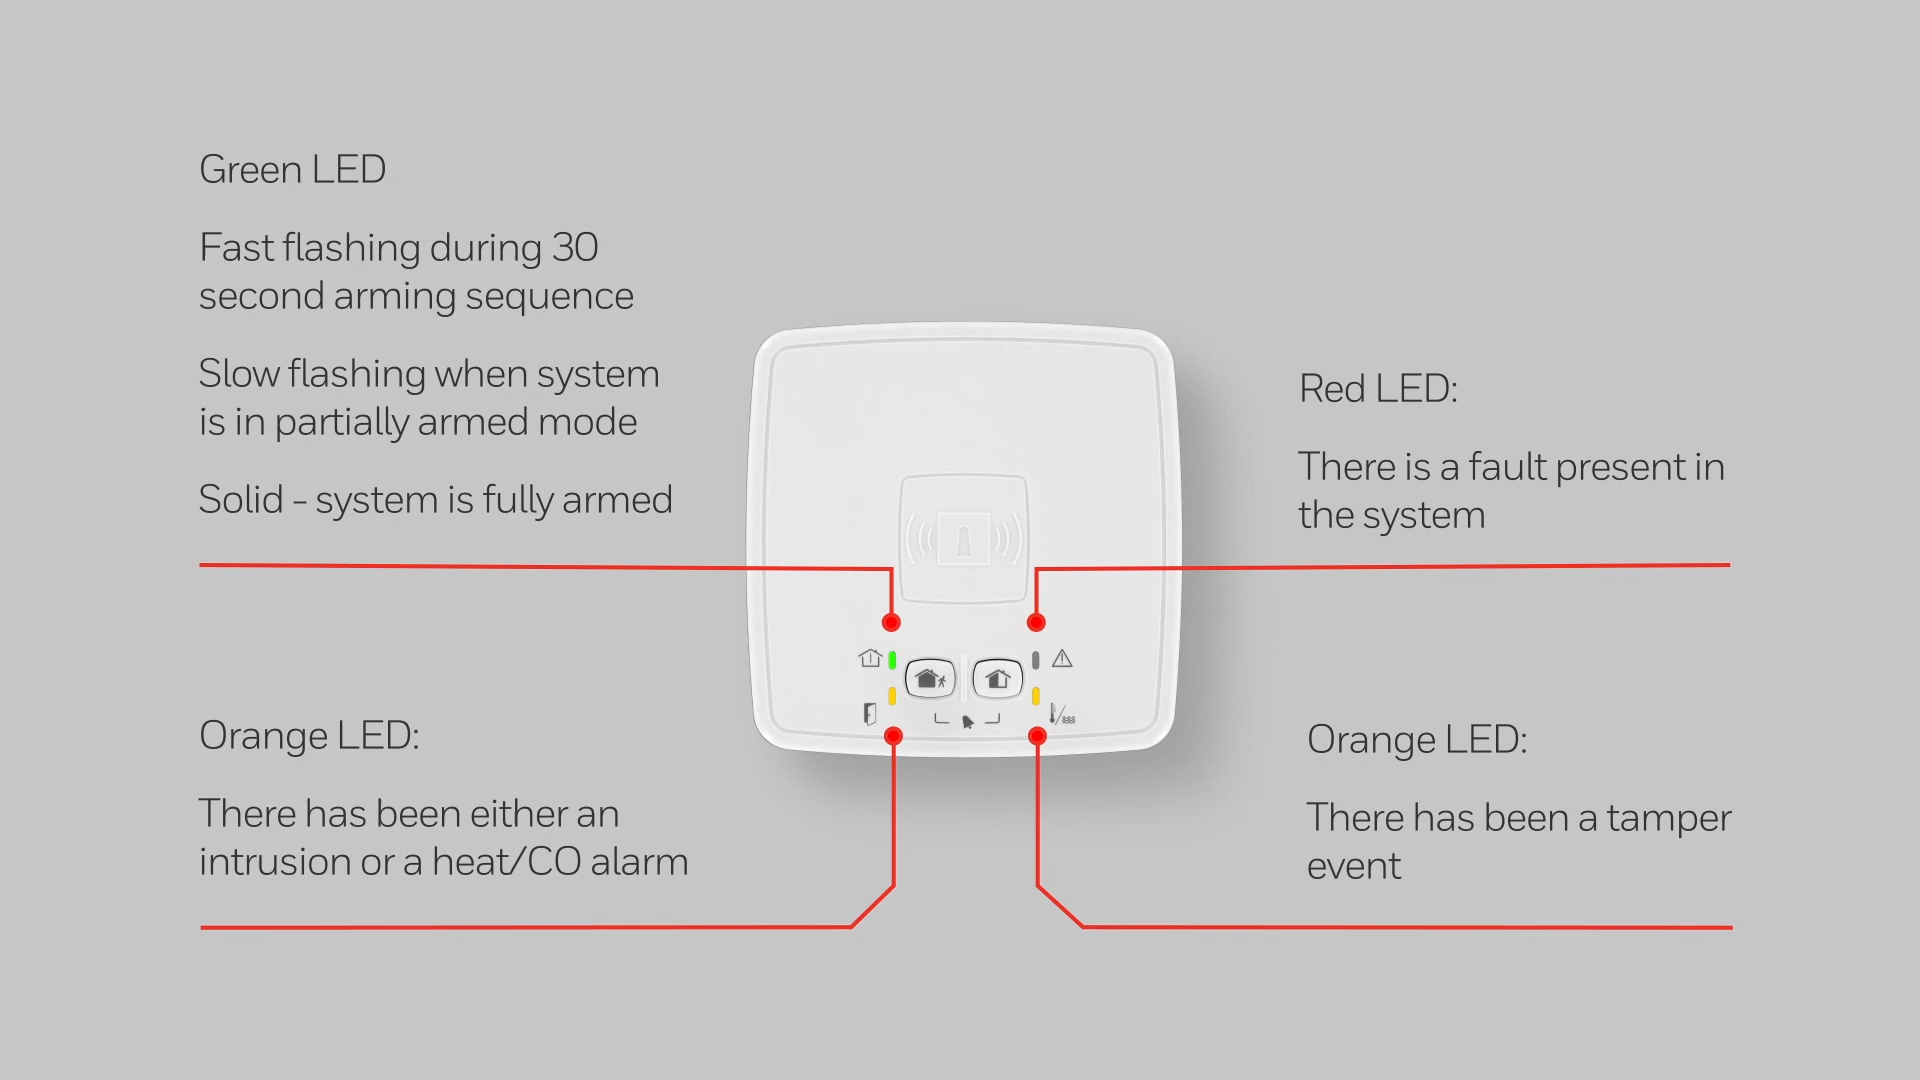 Green LED
Fast flashing during 30
second arming sequence
Slow flashing when system
is in partially armed mode
Solid - system is fully armed
Red LED:
There is a fault present in
the system
Orange LED:
There has been either an
intrusion or a heat/CO alarm
Orange LED:
There has been a tamper
event